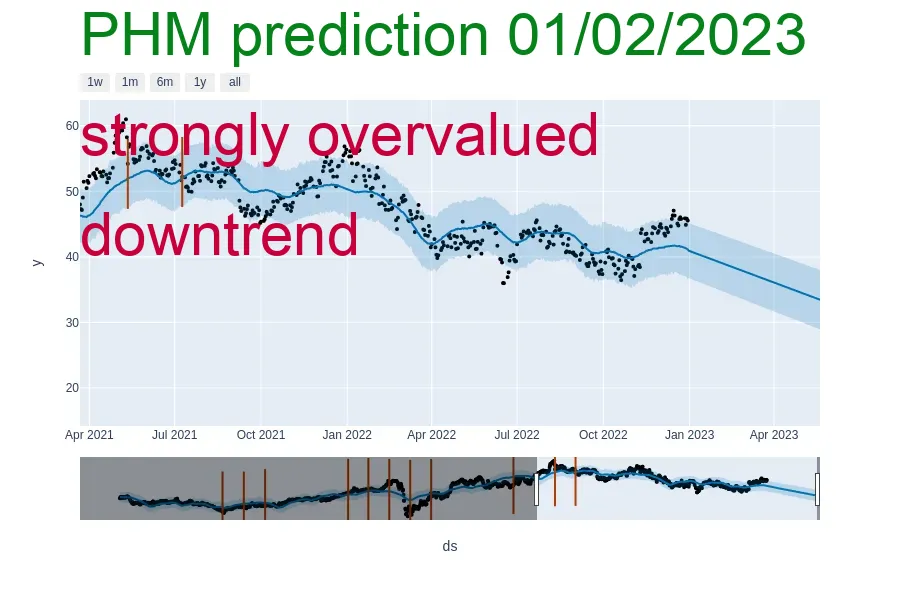 PHM prediction 01/02/2023
1w 1m 6m 1y all
strongly overvalued
downtrend
60
50
40
30
20
y
Apr 2021 Jul 2021 Oct 2021 Jan 2022 Apr 2022 Jul 2022 Oct 2022 Jan 2023 Apr 2023
ds